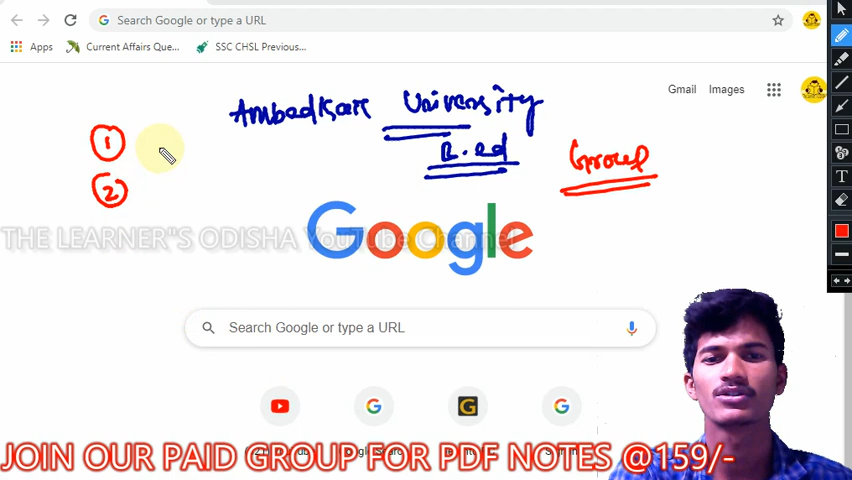 Search Google or type a URL
Apps Current Affairs Que... SSC CHSL Previous...
Gmail Images
Ambedkar University
B.ed
Group
1
2
THE LEARNER"S ODISHA YouTube Channel
Google
Search Google or type a URL
G
JOIN OUR PAID GROUP FOR PDF NOTES @159/-